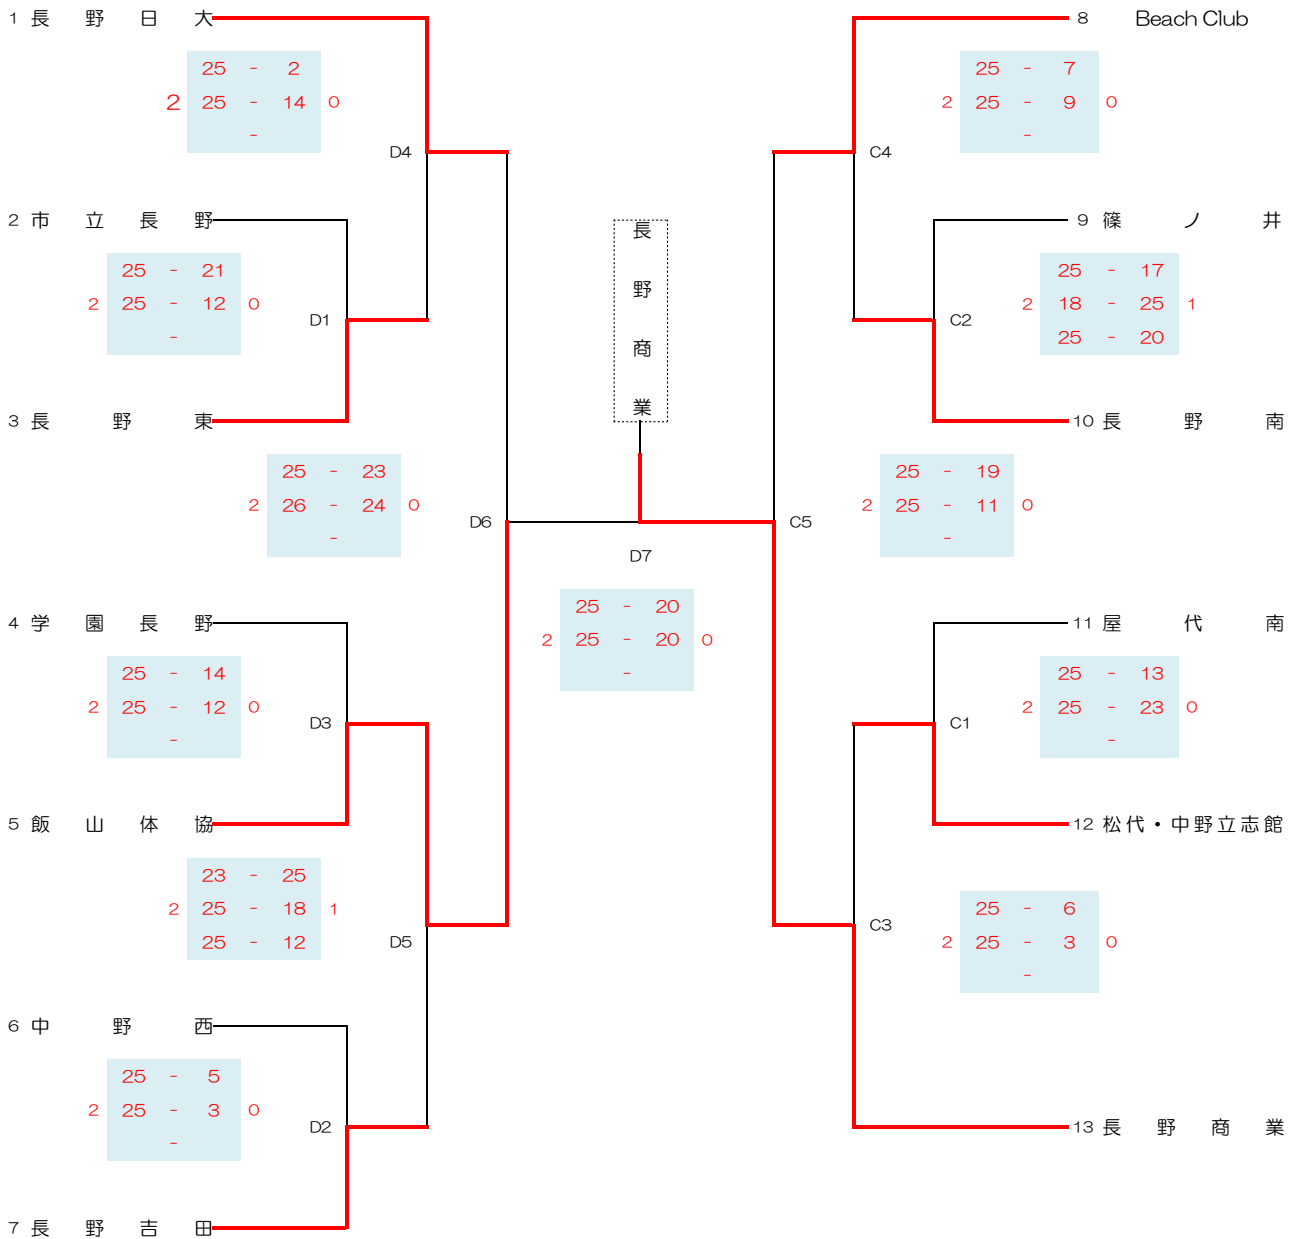 1 長野日大
8 Beach Club
25 - 2
2 25 - 14 0
-
25 - 7
2 25 - 9 0
-
D4
C4
2 市立長野
長野商業
9 篠ノ井
25 - 21
2 25 - 12 0
-
25 - 17
2 18 - 25 1
25 - 20
D1
C2
3 長野東
10 長野南
25 - 23
2 26 - 24 0
-
25 - 19
2 25 - 11 0
-
D6
C5
D7
25 - 20
2 25 - 20 0
-
4 学園長野
11 屋代南
25 - 14
2 25 - 12 0
-
25 - 13
2 25 - 23 0
-
D3
C1
5 飯山体協
12 松代・中野立志館
23 - 25
2 25 - 18 1
25 - 12
25 - 6
2 25 - 3 0
-
D5
C3
6 中野西
25 - 5
2 25 - 3 0
-
D2
13 長野商業
7 長野吉田